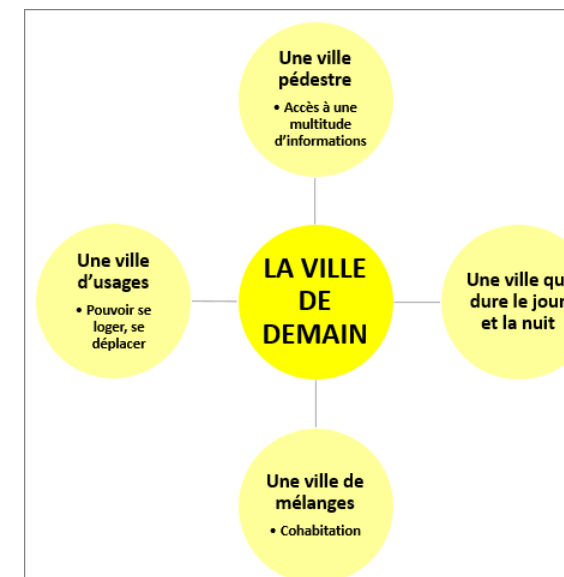 Une ville
pédestre
• Accès à une
multitude
d'informations
Une ville
d'usages
• Pouvoir se
loger, se
déplacer
LA VILLE
DE
DEMAIN
Une ville qui
dure le jour
et la nuit
Une ville de
mélanges
• Cohabitation